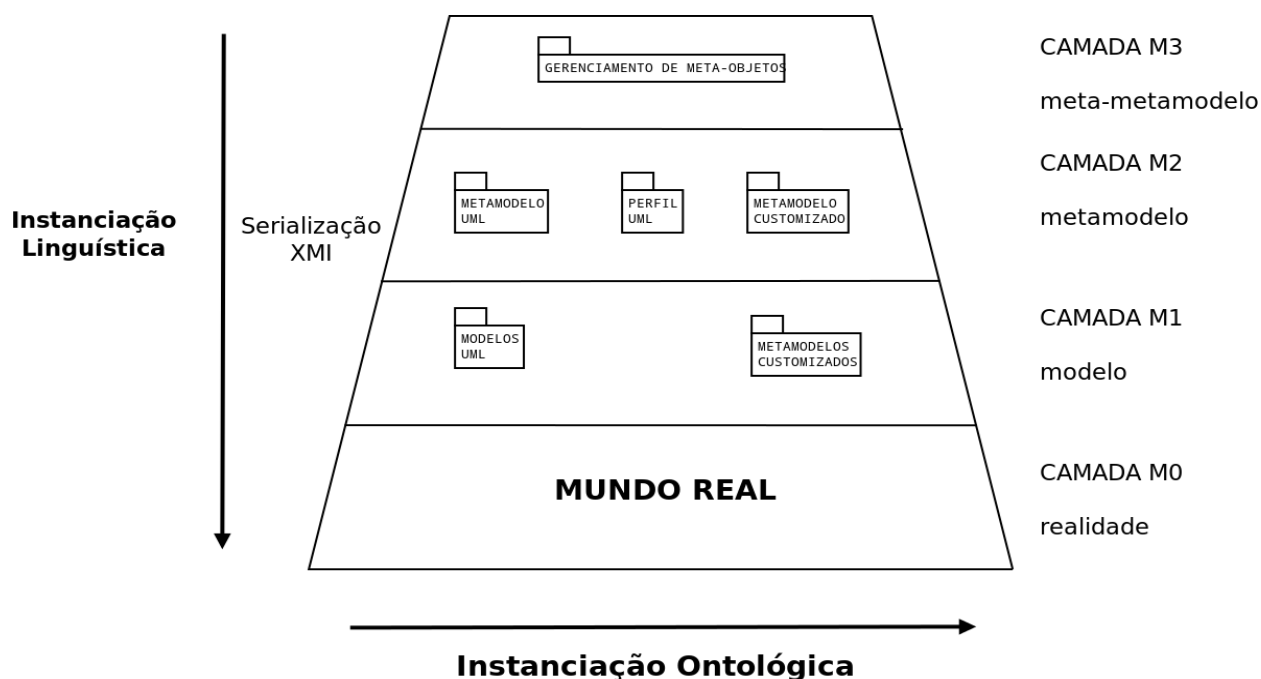 CAMADA M3
GERENCIAMENTO DE META-OBJETOS
meta-metamodelo
CAMADA M2
METAMODELO
UML
PERFIL
UML
METAMODELO
CUSTOMIZADO
metamodelo
Instanciação
Linguística
Serialização
XMI
CAMADA M1
MODELOS
UML
METAMODELOS
CUSTOMIZADOS
modelo
MUNDO REAL
CAMADA M0
realidade
Instanciação Ontológica